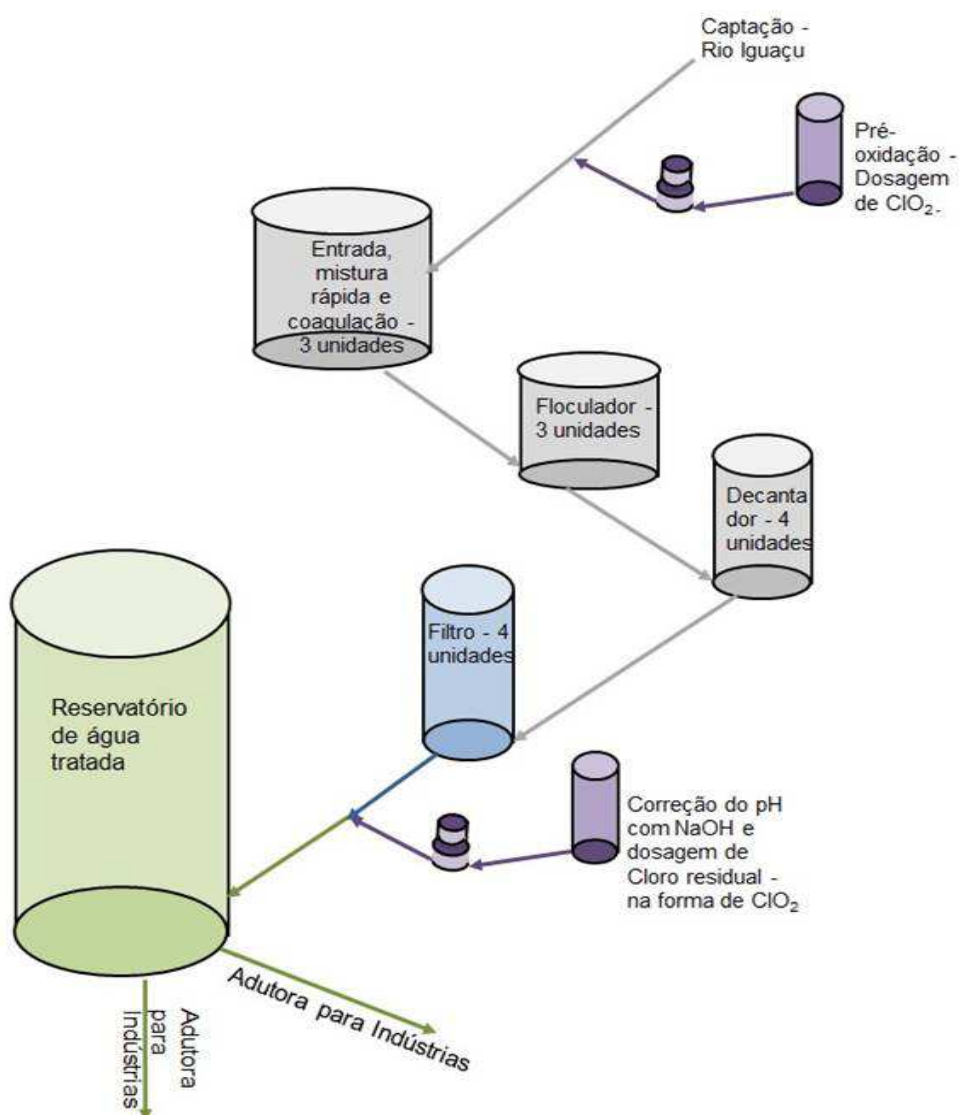 Captação -
Rio Iguaçu
Pré-
oxidação -
Dosagem
de ClO₂.
Entrada,
mistura
rápida e
coagulação -
3 unidades
Floculador -
3 unidades
Decanta
dor - 4
unidades
Filtro - 4
unidades
Reservatório
de água
tratada
Correção do pH
com NaOH e
dosagem de
Cloro residual -
na forma de ClO₂
Adutora para Indústrias
Adutora
para
Indústrias